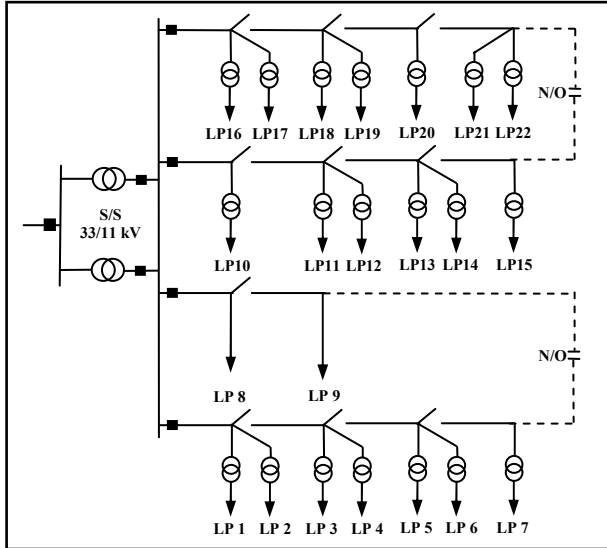 LP16 LP17 LP18 LP19 LP20 LP21 LP22
N/O
S/S
33/11 kV
LP10 LP11 LP12 LP13 LP14 LP15
N/O
LP 8 LP 9
LP 1 LP 2 LP 3 LP 4 LP 5 LP 6 LP 7